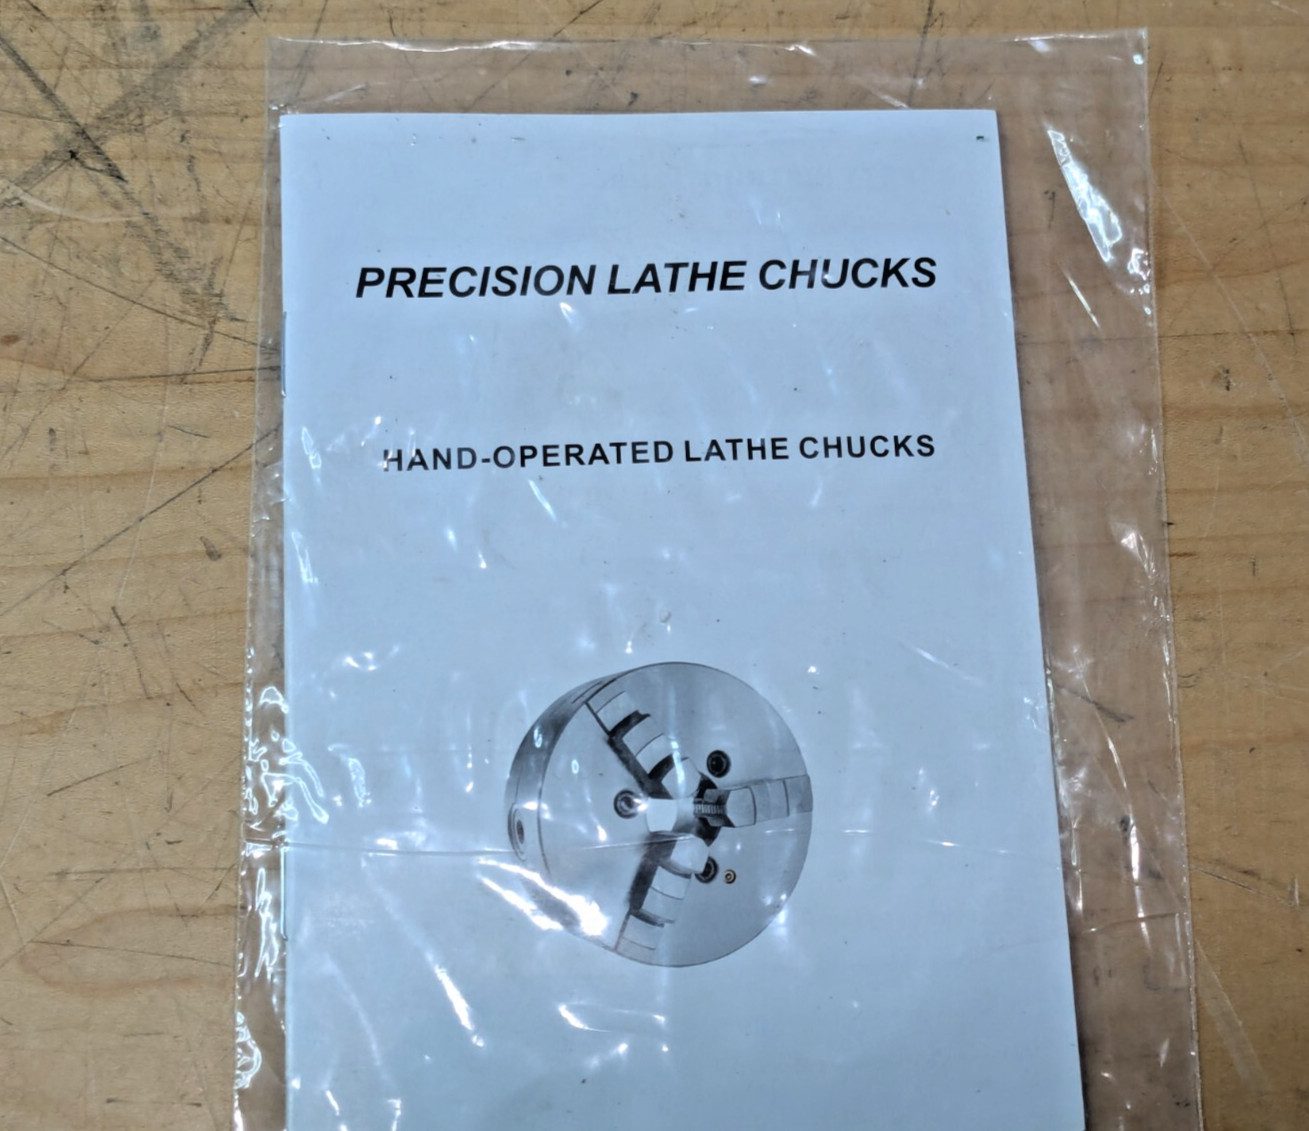 PRECISION LATHE CHUCKS
HAND-OPERATED LATHE CHUCKS